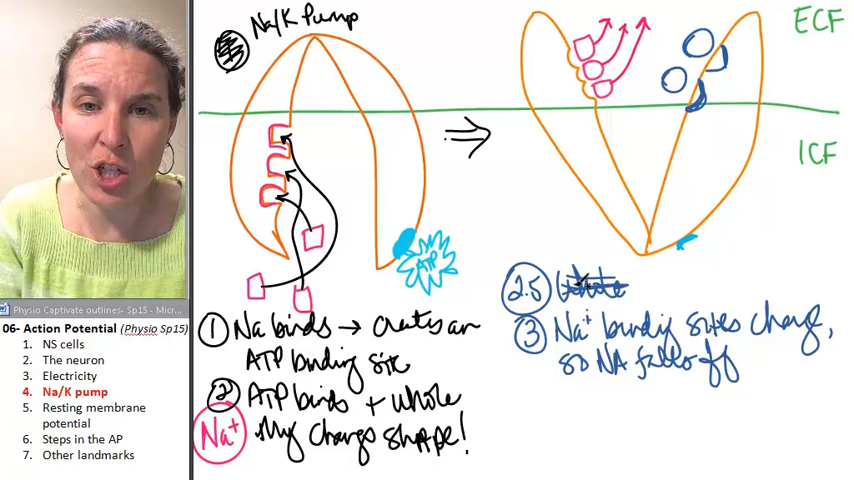 Na/K Pump
ECF
ICF
ATP
① Na binds → creates an
ATP binding site
② ATP binds + whole
thg change shape!
Na+
2.5
③ Na+ binding sites change,
so NA falls off
Physio Captivate outlines- Sp15 - Micr...
06- Action Potential (Physio Sp15)
1. NS cells
2. The neuron
3. Electricity
4. Na/K pump
5. Resting membrane
potential
6. Steps in the AP
7. Other landmarks